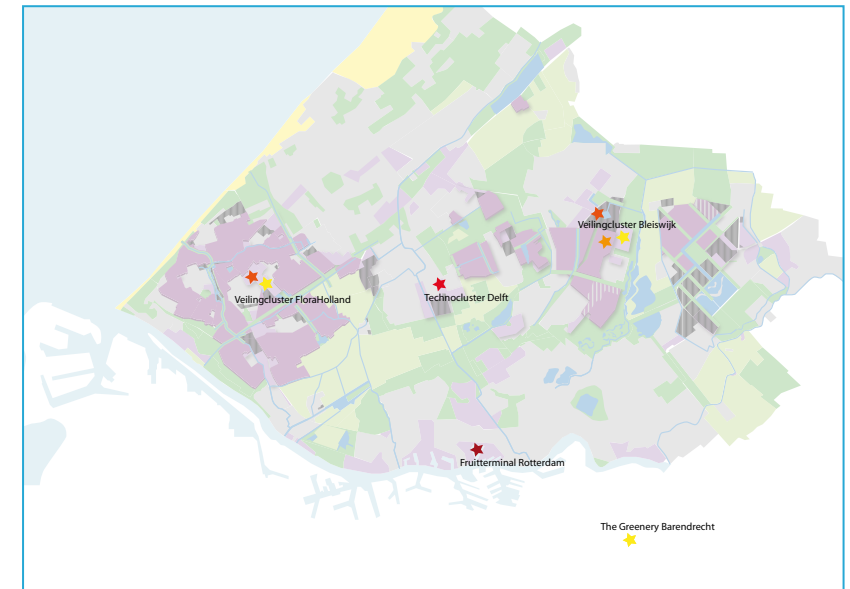 Veilingcluster Bleiswijk
Veilingcluster FloraHolland
Technocluster Delft
Fruitterminal Rotterdam
The Greenery Barendrecht